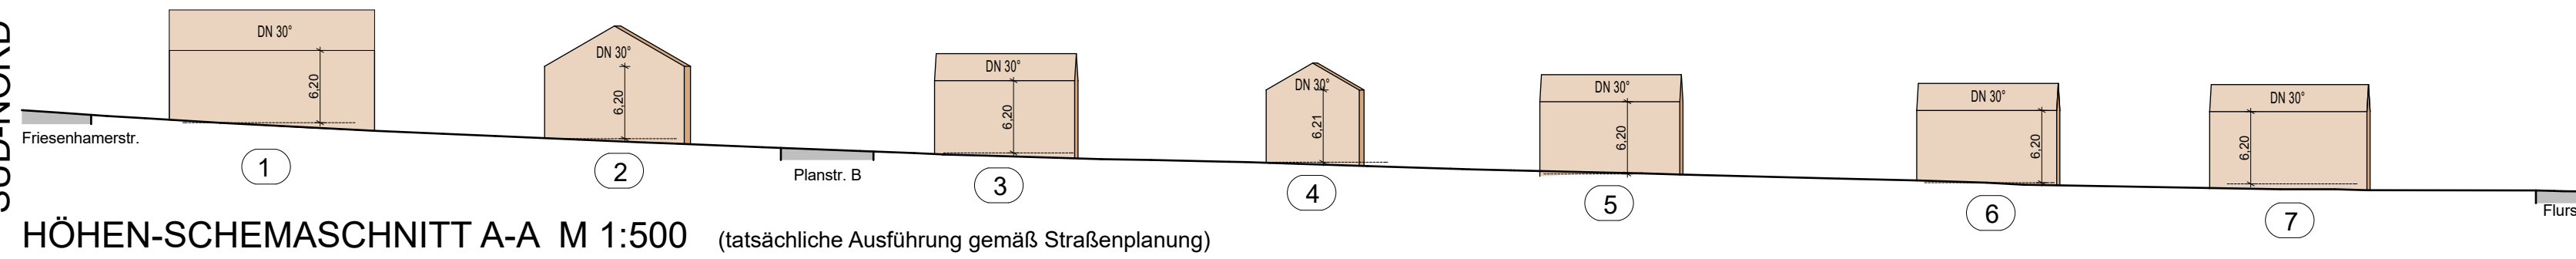 SÜD-NORD
DN 30°
6,20
DN 30°
6,20
DN 30°
6,20
DN 30°
6,21
DN 30°
6,20
DN 30°
6,20
DN 30°
6,20
Friesenhamerstr.
Planstr. B
Flurs
1
2
3
4
5
6
7
HÖHEN-SCHEMASCHNITT A-A M 1:500 (tatsächliche Ausführung gemäß Straßenplanung)